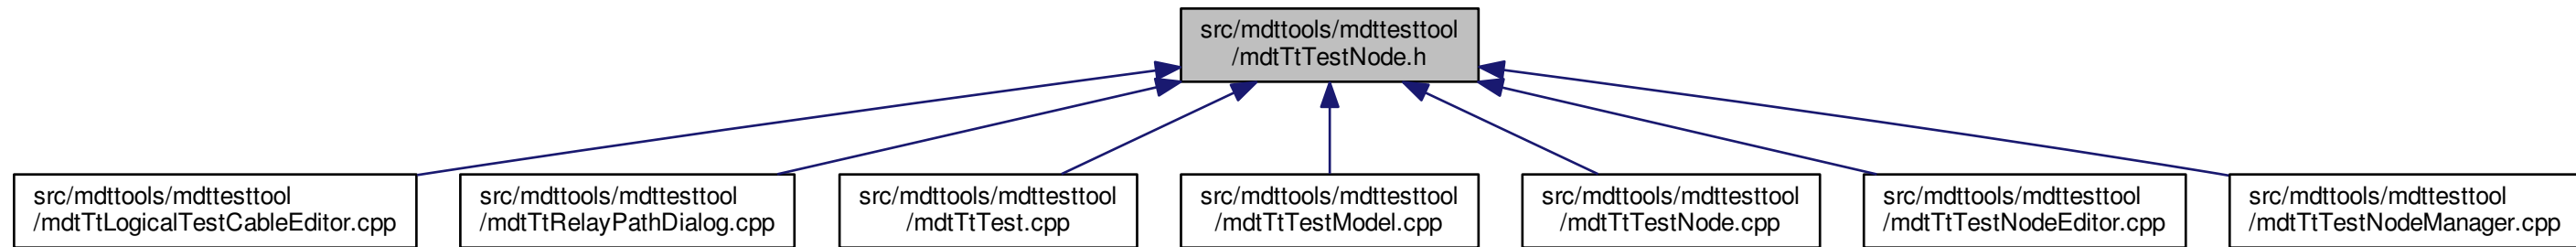 src/mdttools/mdttesttool
/mdtTtTestNode.h
src/mdttools/mdttesttool
/mdtTtLogicalTestCableEditor.cpp
src/mdttools/mdttesttool
/mdtTtRelayPathDialog.cpp
src/mdttools/mdttesttool
/mdtTtTest.cpp
src/mdttools/mdttesttool
/mdtTtTestModel.cpp
src/mdttools/mdttesttool
/mdtTtTestNode.cpp
src/mdttools/mdttesttool
/mdtTtTestNodeEditor.cpp
src/mdttools/mdttesttool
/mdtTtTestNodeManager.cpp